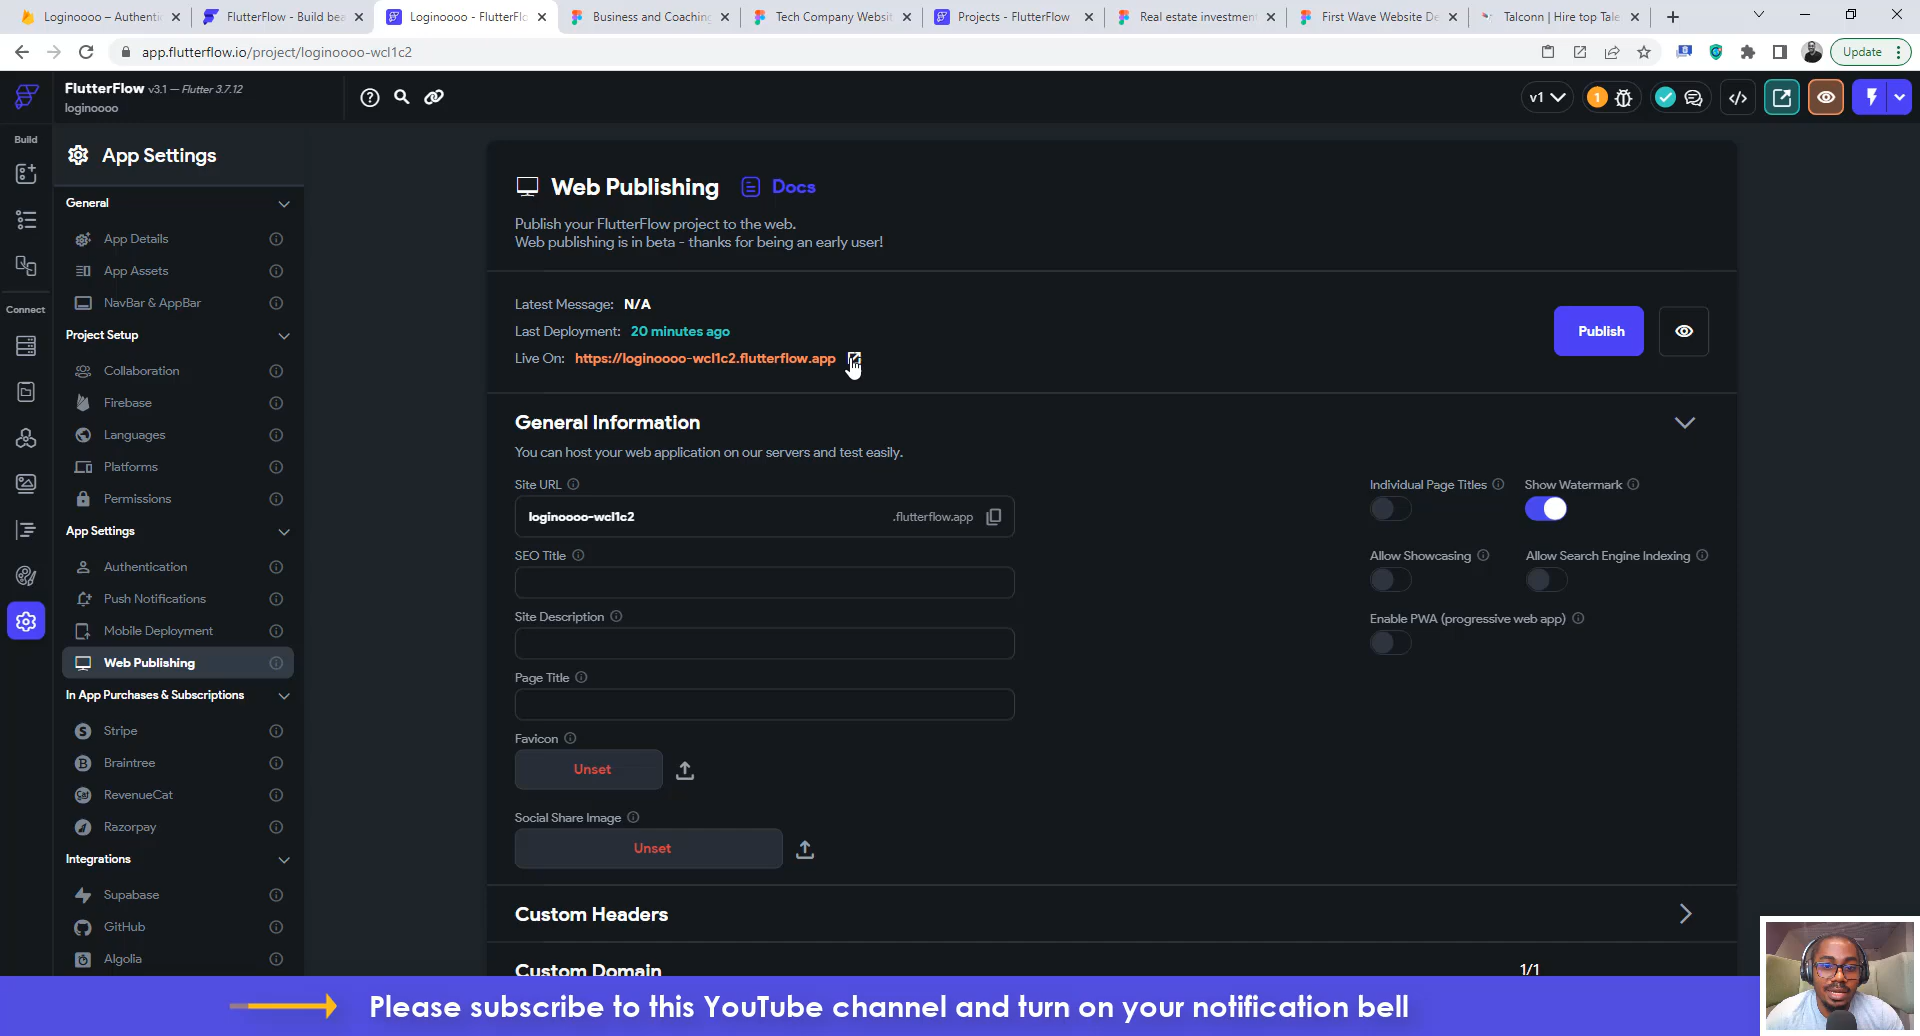 Loginoooo – Authenti
FlutterFlow - Build bea
Loginoooo - FlutterFlo
Business and Coaching
Tech Company Websit
Projects - FlutterFlow
Real estate investment
First Wave Website De
Talconn | Hire top Tale
app.flutterflow.io/project/loginoooo-wcl1c2
Update
FlutterFlow v3.1 — Flutter 3.7.12
loginoooo
v1
1
Build
App Settings
General
App Details
App Assets
NavBar & AppBar
Connect
Project Setup
Collaboration
Firebase
Languages
Platforms
Permissions
App Settings
Authentication
Push Notifications
Mobile Deployment
Web Publishing
In App Purchases & Subscriptions
Stripe
Braintree
RevenueCat
Razorpay
Integrations
Supabase
GitHub
Algolia
Web Publishing
Docs
Publish your FlutterFlow project to the web.
Web publishing is in beta - thanks for being an early user!
Latest Message: N/A
Last Deployment: 20 minutes ago
Live On: https://loginoooo-wcl1c2.flutterflow.app
Publish
General Information
You can host your web application on our servers and test easily.
Site URL
loginoooo-wcl1c2
.flutterflow.app
SEO Title
Site Description
Page Title
Favicon
Unset
Social Share Image
Unset
Individual Page Titles
Show Watermark
Allow Showcasing
Allow Search Engine Indexing
Enable PWA (progressive web app)
Custom Headers
Custom Domain
1/1
Please subscribe to this YouTube channel and turn on your notification bell